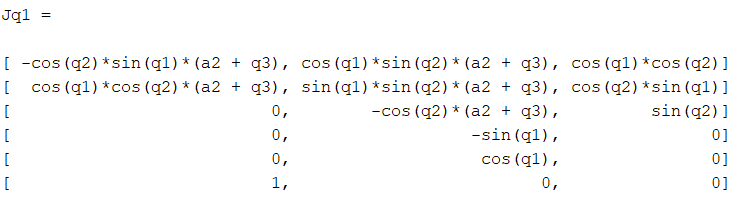 Jq1 =
[ -cos(q2)*sin(q1)*(a2 + q3), cos(q1)*sin(q2)*(a2 + q3), cos(q1)*cos(q2)]
[ cos(q1)*cos(q2)*(a2 + q3), sin(q1)*sin(q2)*(a2 + q3), cos(q2)*sin(q1)]
[ 0, -cos(q2)*(a2 + q3), sin(q2)]
[ 0, -sin(q1), 0]
[ 0, cos(q1), 0]
[ 1, 0, 0]